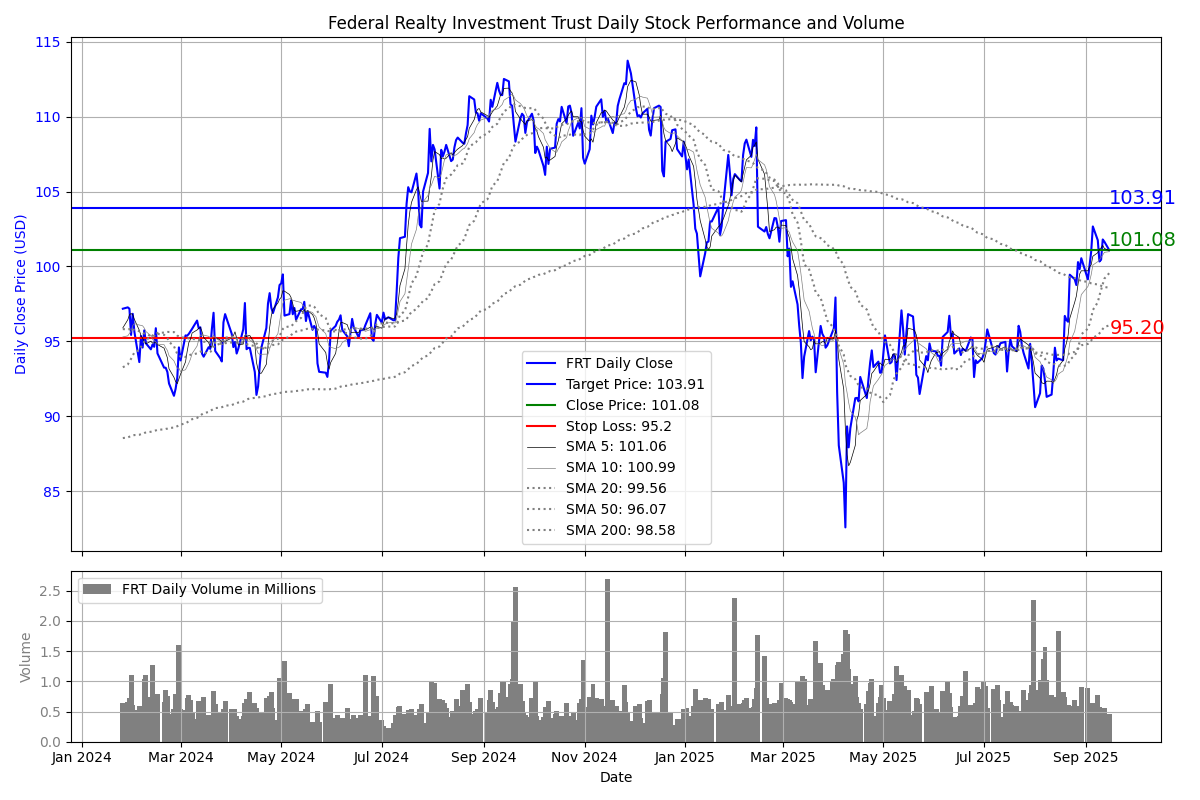 Federal Realty Investment Trust Daily Stock Performance and Volume
Daily Close Price (USD)
115
110
105
100
95
90
85
103.91
101.08
95.20
FRT Daily Close
Target Price: 103.91
Close Price: 101.08
Stop Loss: 95.2
SMA 5: 101.06
SMA 10: 100.99
SMA 20: 99.56
SMA 50: 96.07
SMA 200: 98.58
Volume
2.5
2.0
1.5
1.0
0.5
0.0
FRT Daily Volume in Millions
Jan 2024 Mar 2024 May 2024 Jul 2024 Sep 2024 Nov 2024 Jan 2025 Mar 2025 May 2025 Jul 2025 Sep 2025
Date